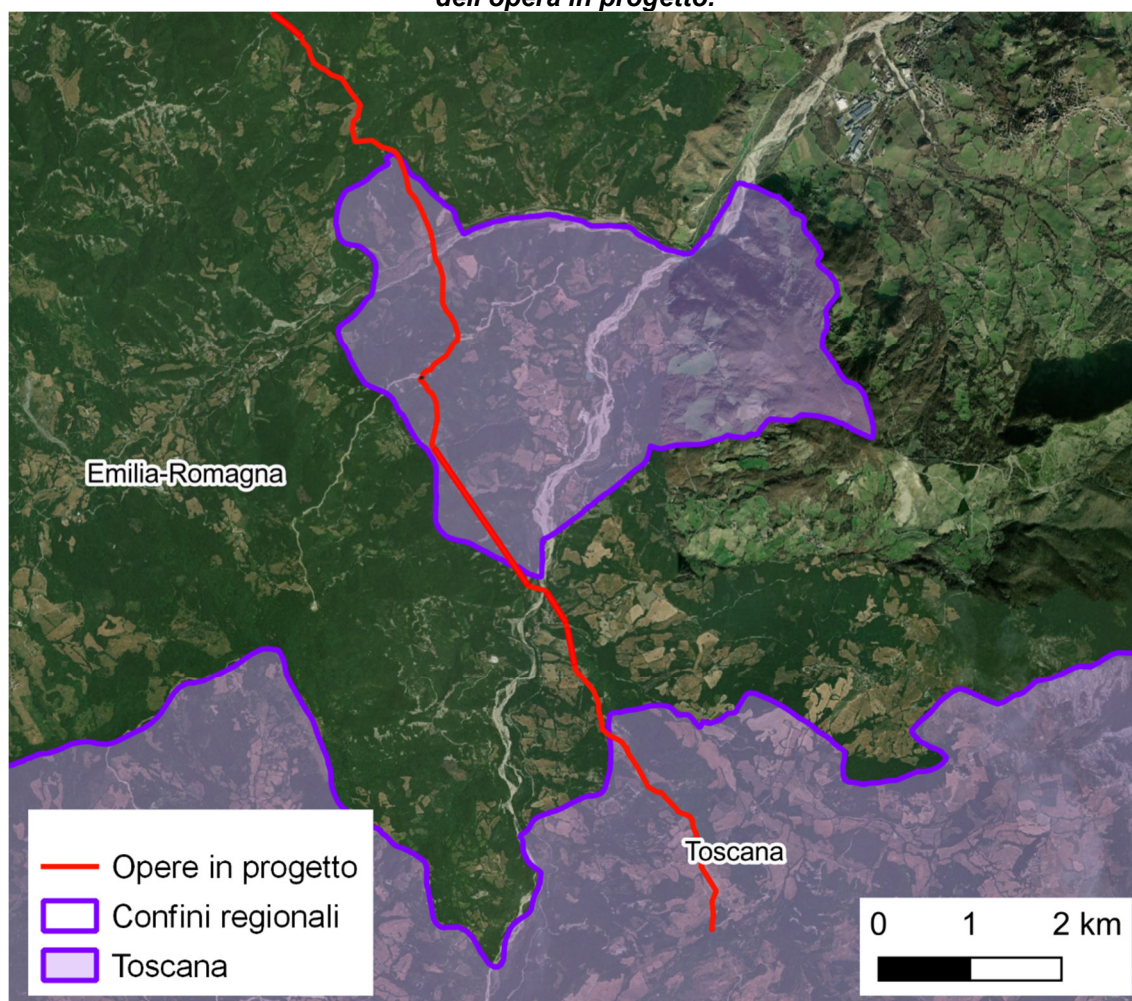 dell'opera in progetto.
Emilia-Romagna
Toscana
Opere in progetto
Confini regionali
Toscana
0 1 2 km